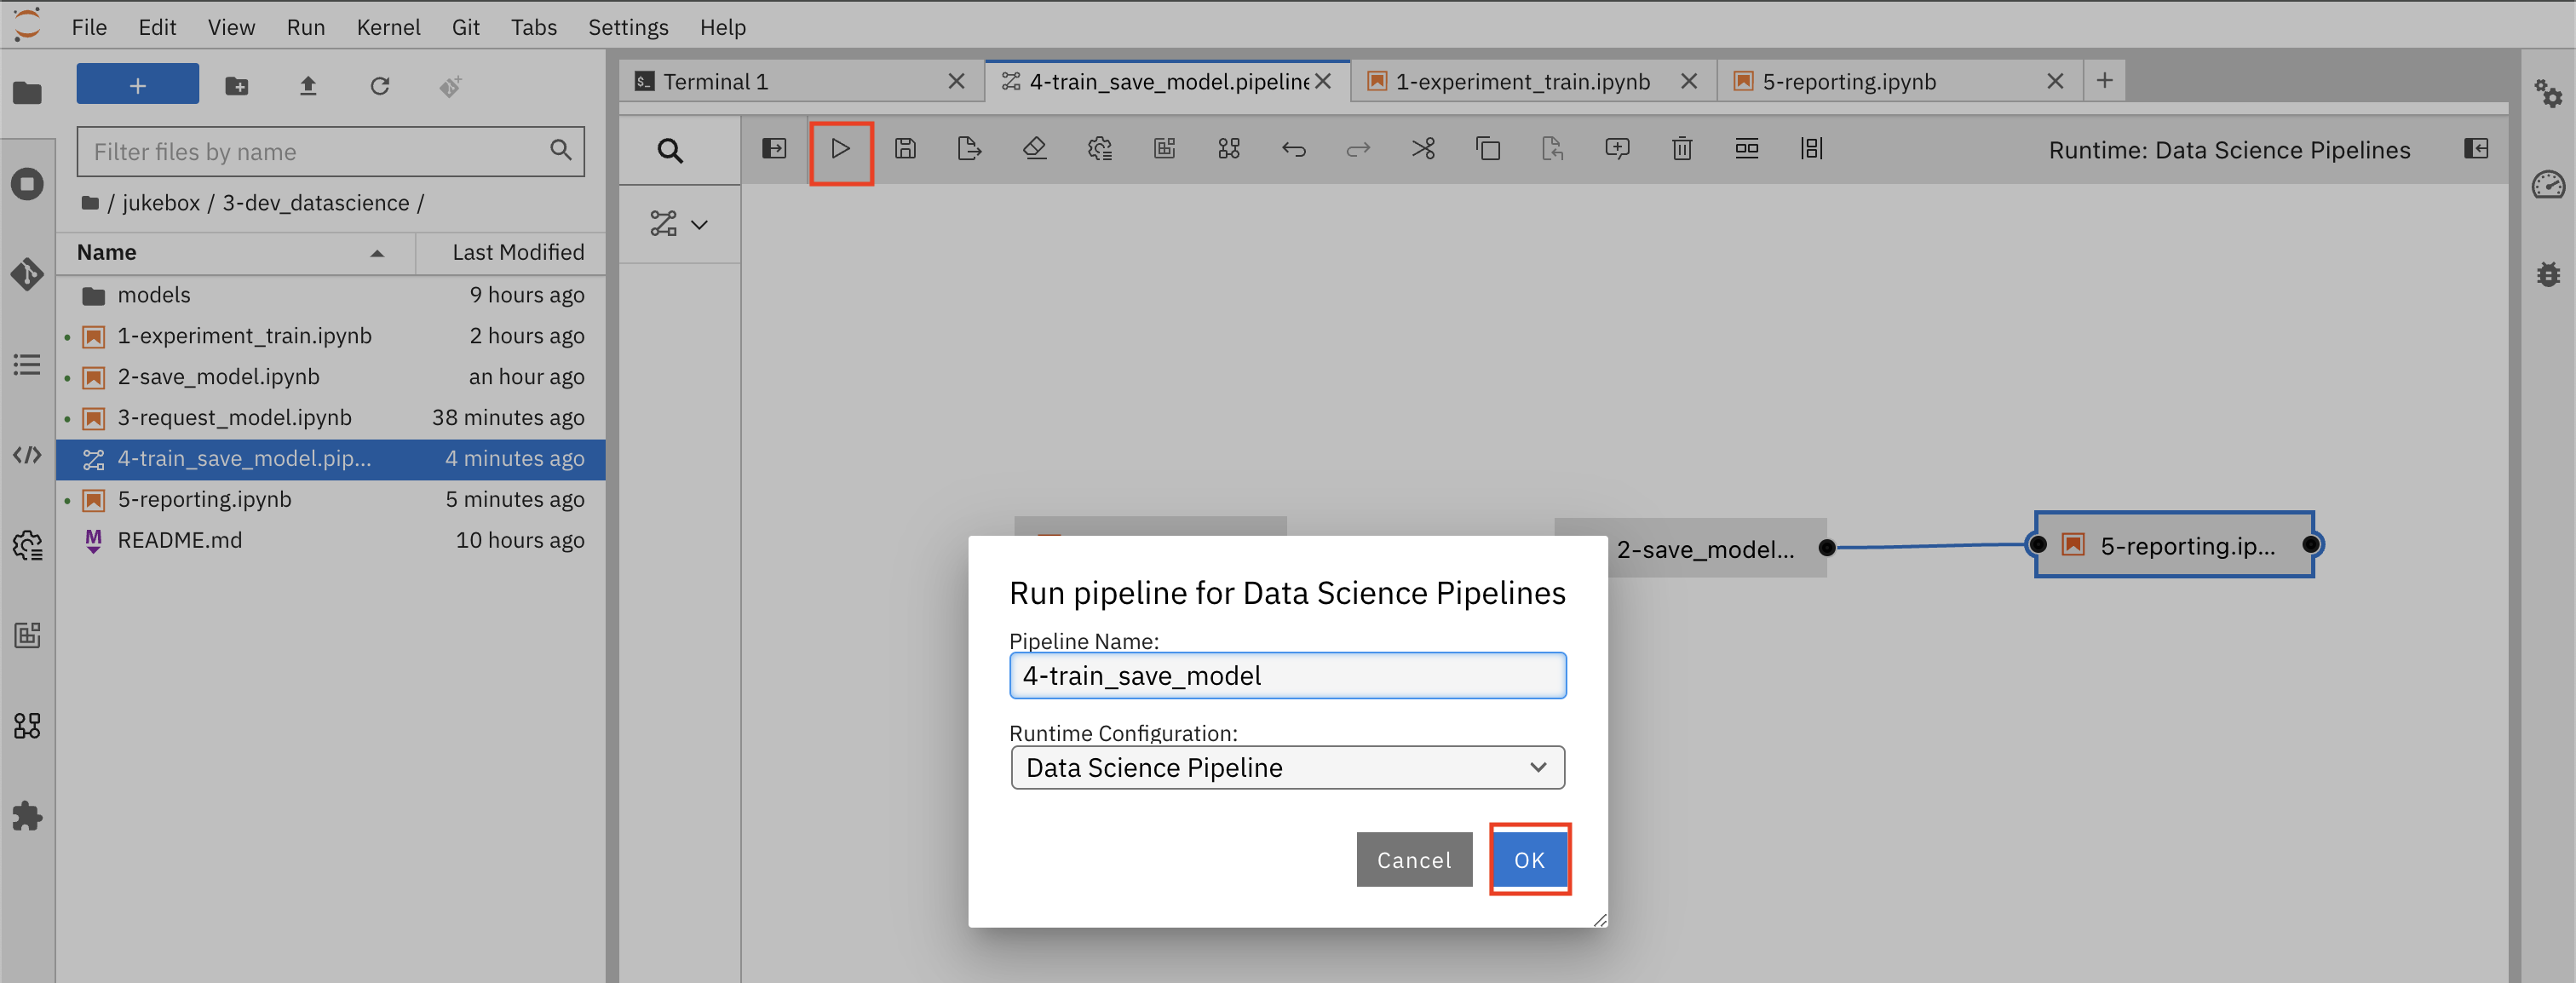 File Edit View Run Kernel Git Tabs Settings Help
Terminal 1
4-train_save_model.pipeline
1-experiment_train.ipynb
5-reporting.ipynb
Filter files by name
/ jukebox / 3-dev_datascience /
Runtime: Data Science Pipelines
Name Last Modified
models 9 hours ago
1-experiment_train.ipynb 2 hours ago
2-save_model.ipynb an hour ago
3-request_model.ipynb 38 minutes ago
4-train_save_model.pip... 4 minutes ago
5-reporting.ipynb 5 minutes ago
README.md 10 hours ago
2-save_model...
5-reporting.ip...
Run pipeline for Data Science Pipelines
Pipeline Name:
4-train_save_model
Runtime Configuration:
Data Science Pipeline
Cancel OK